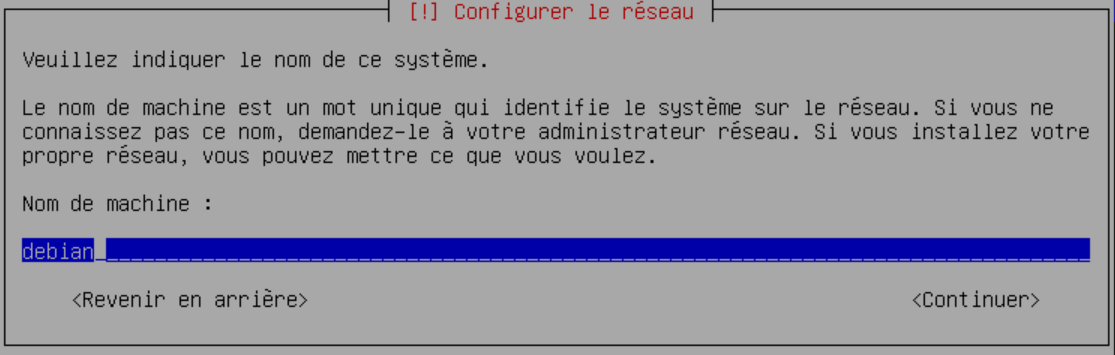 [!] Configurer le réseau
Veuillez indiquer le nom de ce système.
Le nom de machine est un mot unique qui identifie le système sur le réseau. Si vous ne
connaissez pas ce nom, demandez-le à votre administrateur réseau. Si vous installez votre
propre réseau, vous pouvez mettre ce que vous voulez.
Nom de machine :
debian
<Revenir en arrière> <Continuer>